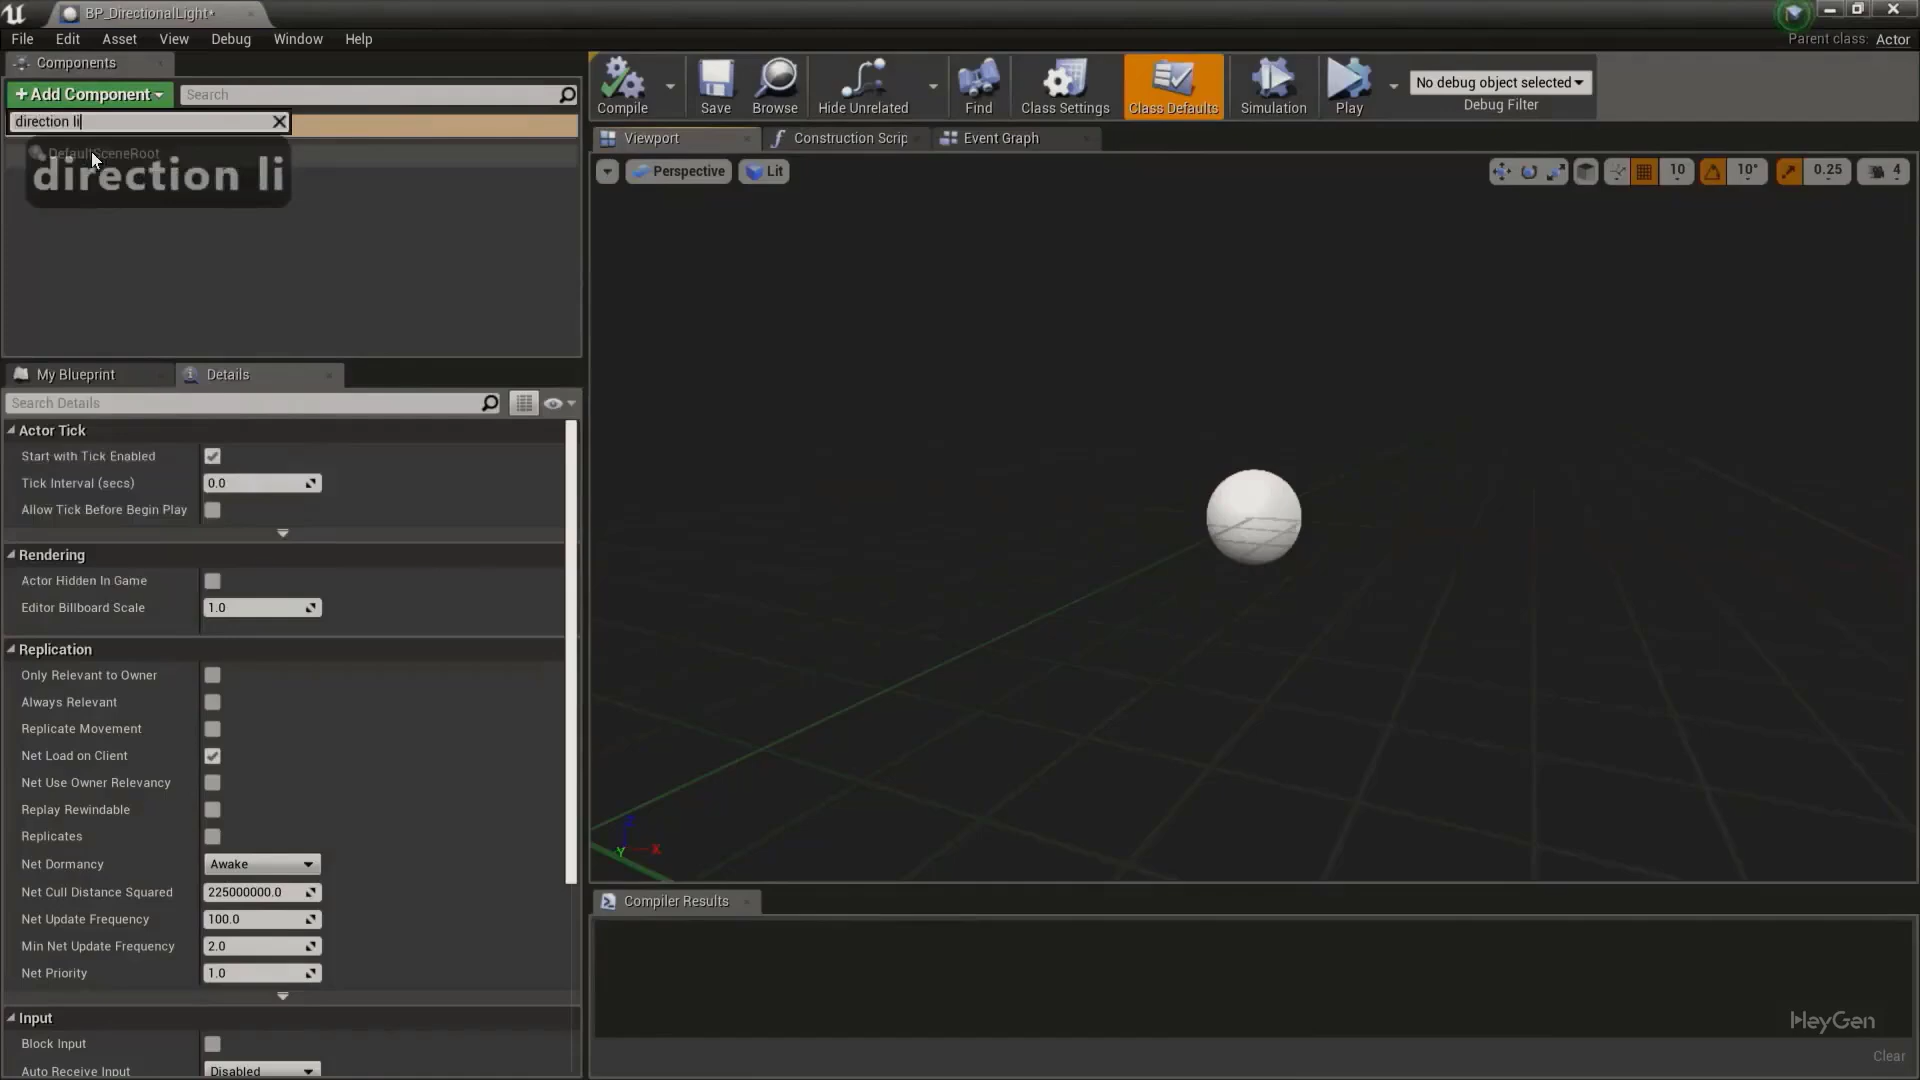 BP_DirectionalLight*
File Edit Asset View Debug Window Help
Parent class: Actor
Components
+Add Component
Search
direction li
DefaultSceneRoot
direction li
Compile
Save
Browse
Hide Unrelated
Find
Class Settings
Class Defaults
Simulation
Play
No debug object selected
Debug Filter
Viewport
Construction Scrip
Event Graph
Perspective
Lit
10
10°
0.25
4
My Blueprint
Details
Search Details
Actor Tick
Start with Tick Enabled
Tick Interval (secs) 0.0
Allow Tick Before Begin Play
Rendering
Actor Hidden In Game
Editor Billboard Scale 1.0
Replication
Only Relevant to Owner
Always Relevant
Replicate Movement
Net Load on Client
Net Use Owner Relevancy
Replay Rewindable
Replicates
Net Dormancy Awake
Net Cull Distance Squared 225000000.0
Net Update Frequency 100.0
Min Net Update Frequency 2.0
Net Priority 1.0
Input
Block Input
Auto Receive Input Disabled
Z
Y X
Compiler Results
HeyGen
Clear